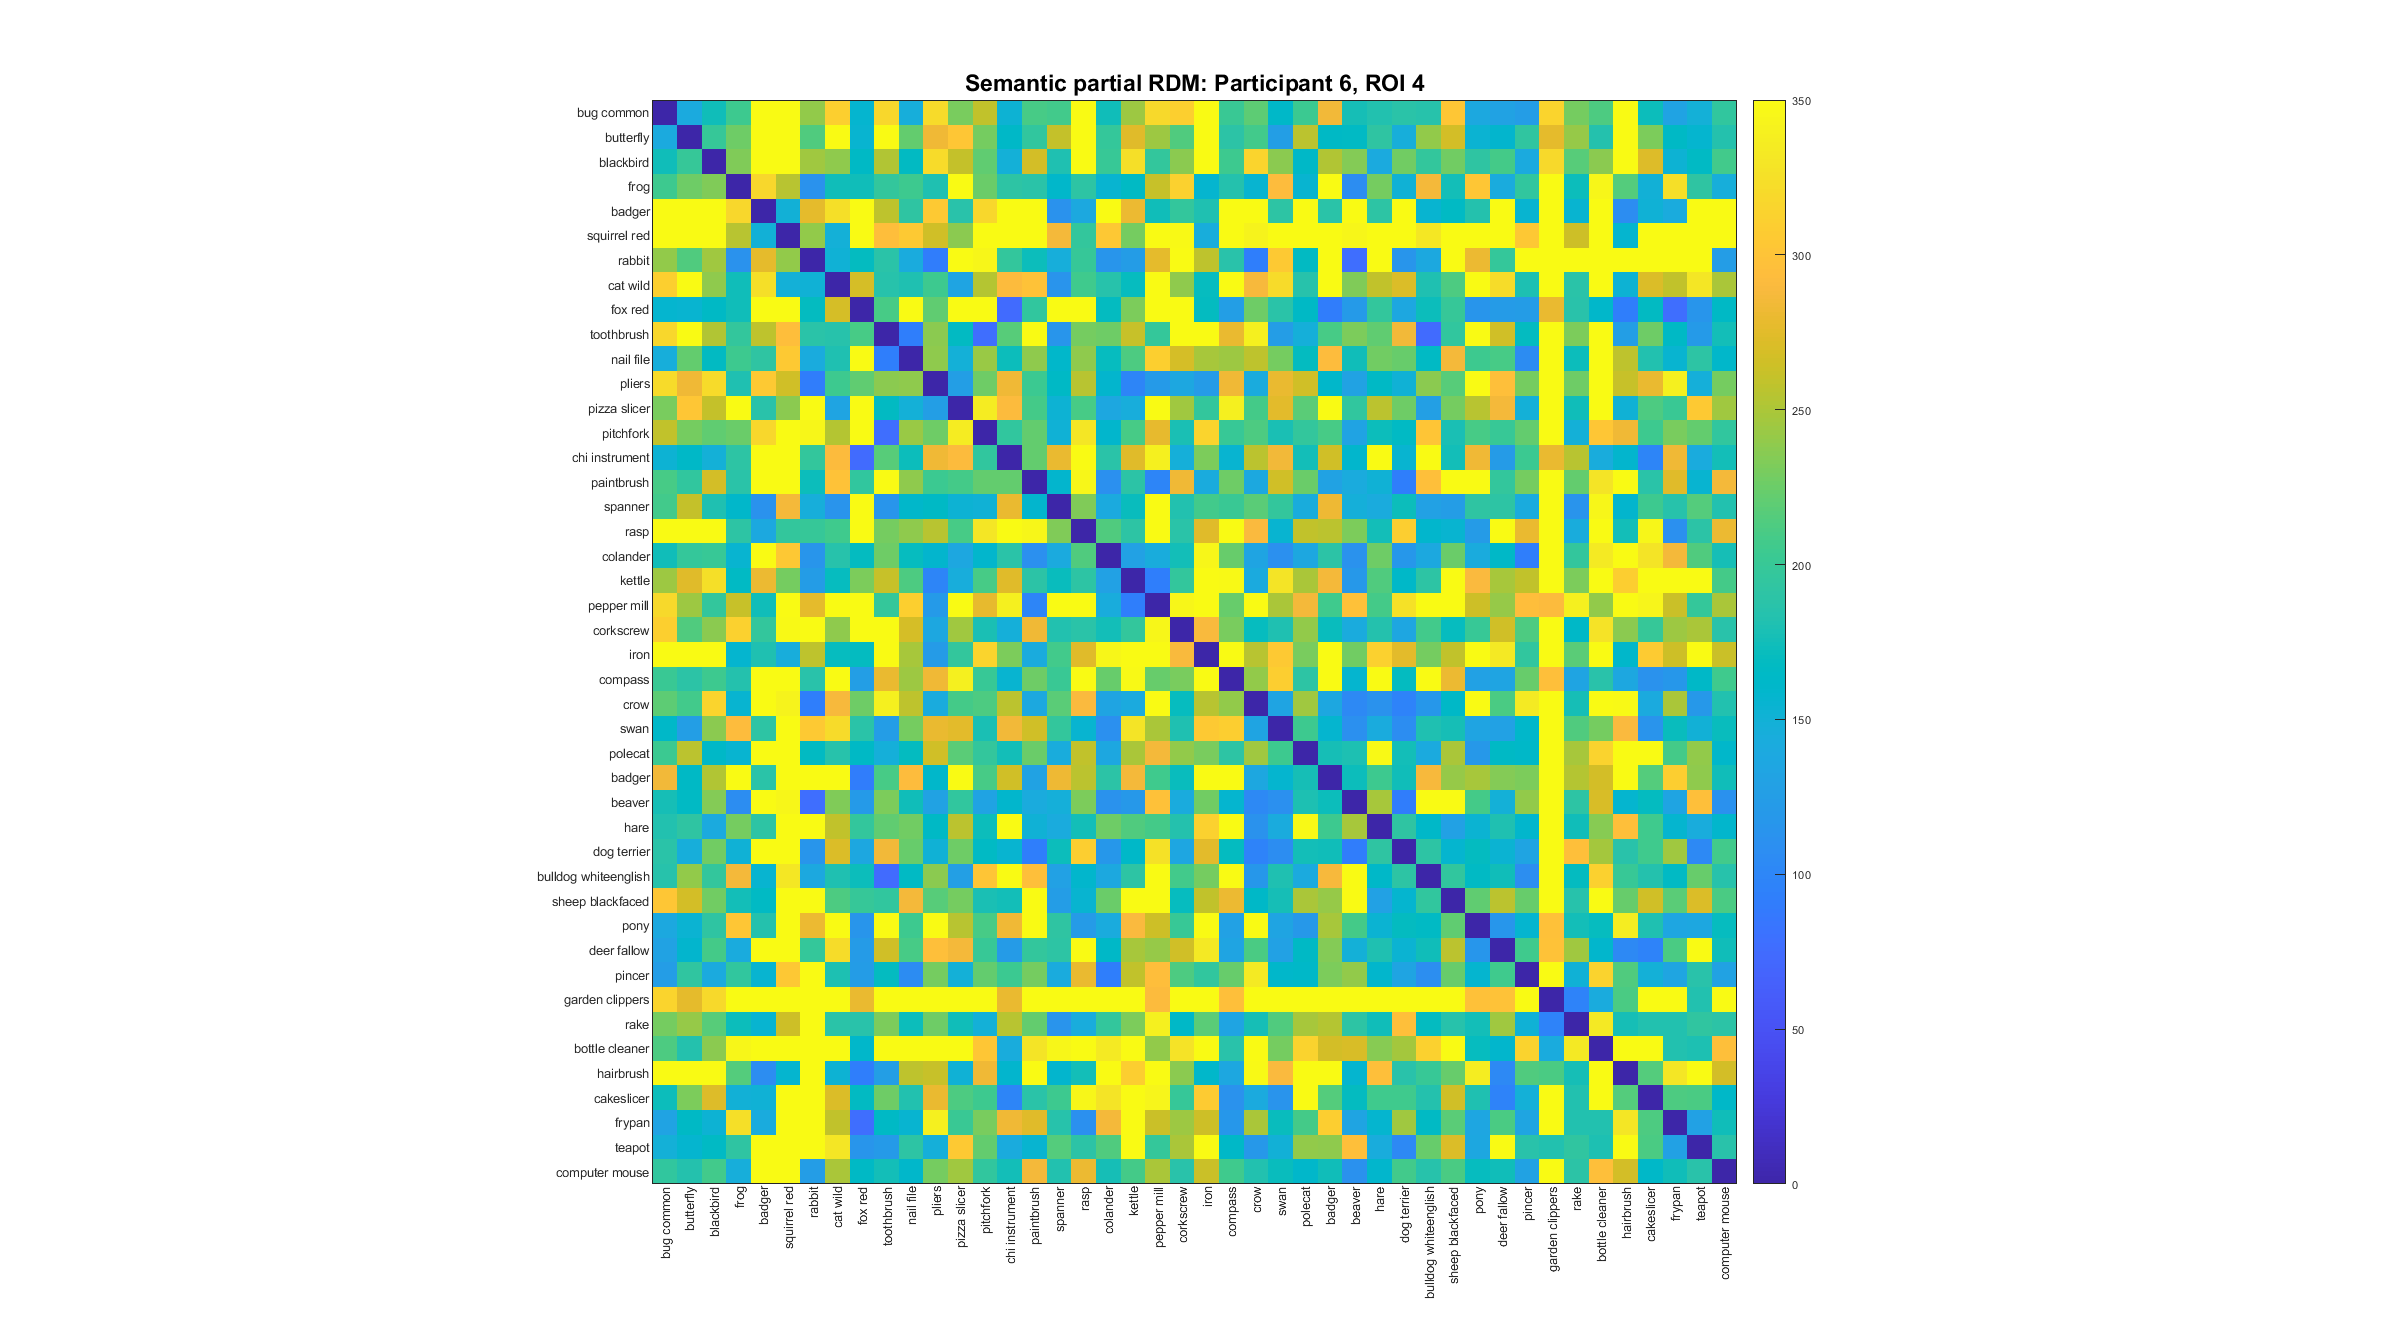 Semantic partial RDM: Participant 6, ROI 4
bug common
butterfly
blackbird
frog
badger
squirrel red
rabbit
cat wild
fox red
toothbrush
nail file
pliers
pizza slicer
pitchfork
chi instrument
paintbrush
spanner
rasp
colander
kettle
pepper mill
corkscrew
iron
compass
crow
swan
polecat
badger
beaver
hare
dog terrier
bulldog whiteenglish
sheep blackfaced
pony
deer fallow
pincer
garden clippers
rake
bottle cleaner
hairbrush
cakeslicer
frypan
teapot
computer mouse
350
300
250
200
150
100
50
0
bug common
butterfly
blackbird
frog
badger
squirrel red
rabbit
cat wild
fox red
toothbrush
nail file
pliers
pizza slicer
pitchfork
chi instrument
paintbrush
spanner
rasp
colander
kettle
pepper mill
corkscrew
iron
compass
crow
swan
polecat
badger
beaver
hare
dog terrier
bulldog whiteenglish
sheep blackfaced
pony
deer fallow
pincer
garden clippers
rake
bottle cleaner
hairbrush
cakeslicer
frypan
teapot
computer mouse